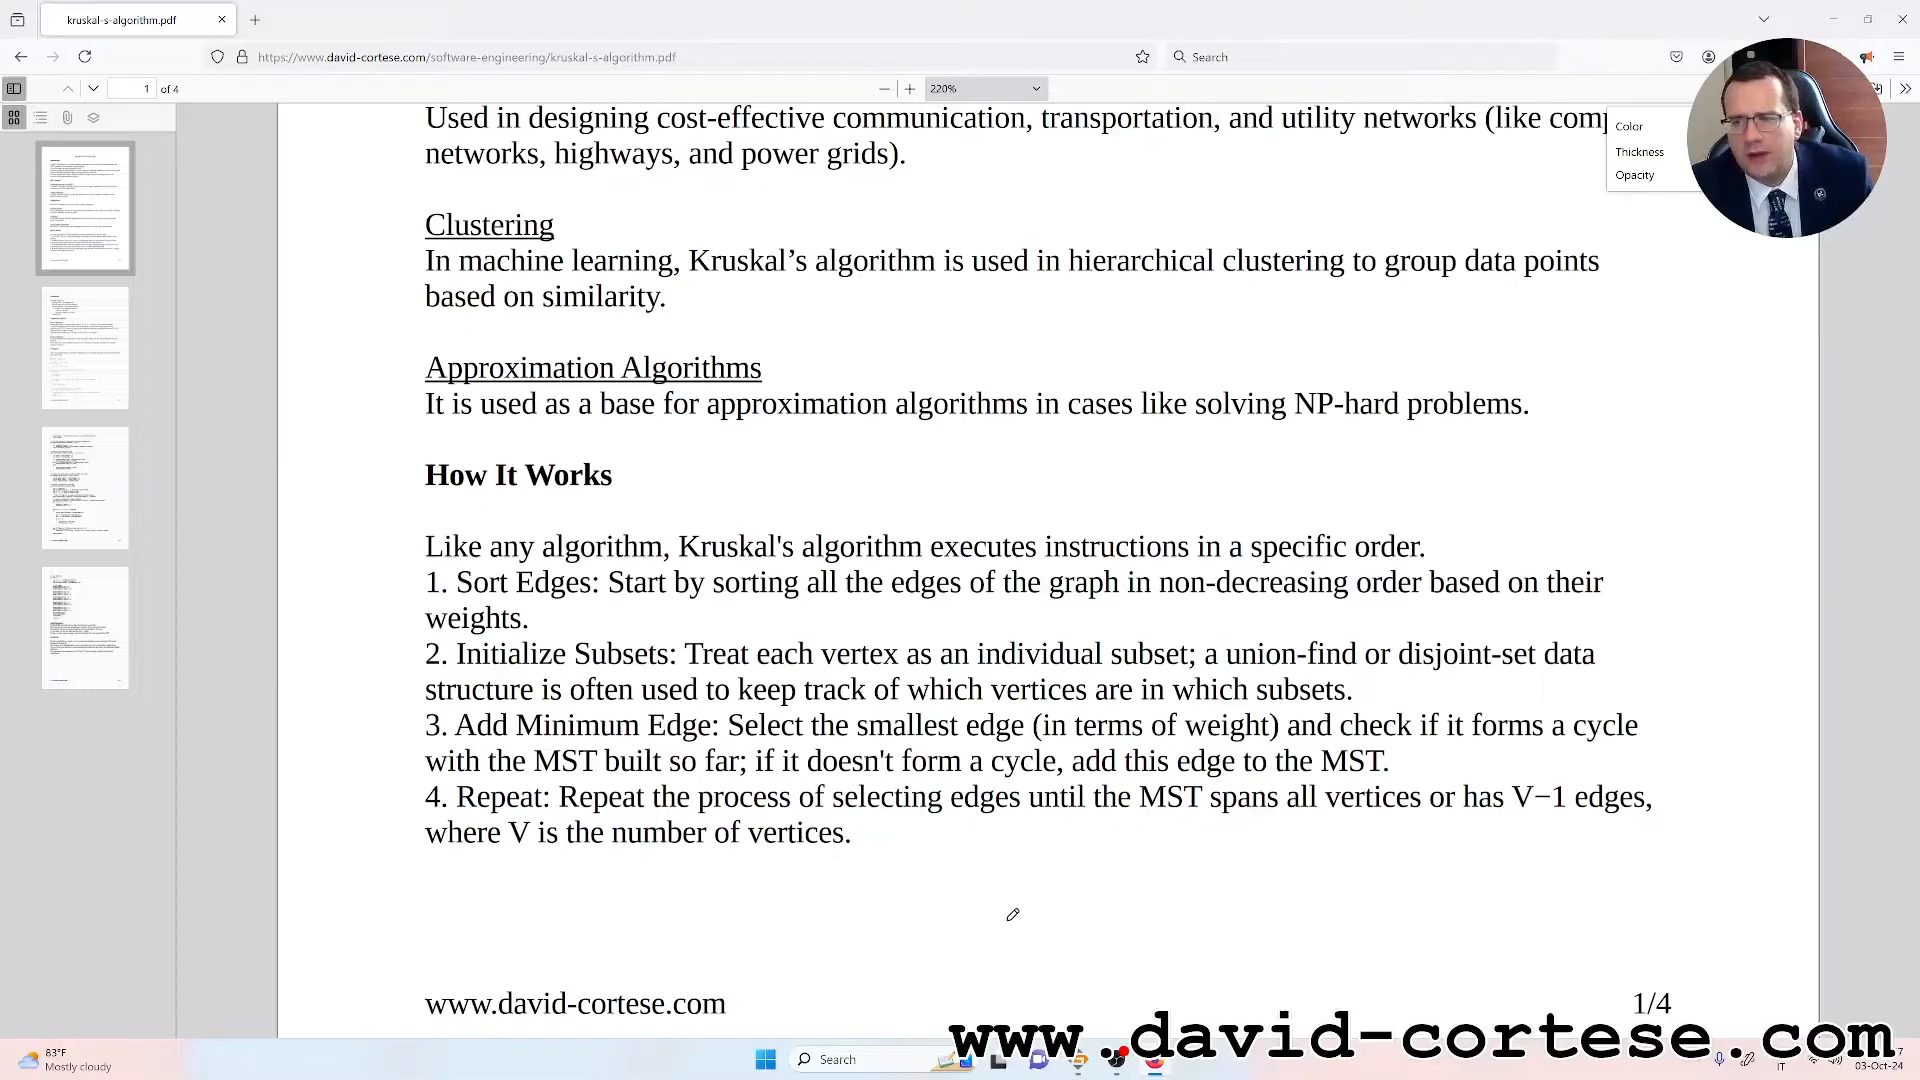 kruskal-s-algorithm.pdf
https://www.david-cortese.com/software-engineering/kruskal-s-algorithm.pdf
Search
1 of 4
220%
Color
Thickness
Opacity
Used in designing cost-effective communication, transportation, and utility networks (like
networks, highways, and power grids).
Clustering
In machine learning, Kruskal’s algorithm is used in hierarchical clustering to group data points
based on similarity.
Approximation Algorithms
It is used as a base for approximation algorithms in cases like solving NP-hard problems.
How It Works
Like any algorithm, Kruskal's algorithm executes instructions in a specific order.
1. Sort Edges: Start by sorting all the edges of the graph in non-decreasing order based on their
weights.
2. Initialize Subsets: Treat each vertex as an individual subset; a union-find or disjoint-set data
structure is often used to keep track of which vertices are in which subsets.
3. Add Minimum Edge: Select the smallest edge (in terms of weight) and check if it forms a cycle
with the MST built so far; if it doesn't form a cycle, add this edge to the MST.
4. Repeat: Repeat the process of selecting edges until the MST spans all vertices or has V−1 edges,
where V is the number of vertices.
www.david-cortese.com
1/4
www.david-cortese.com
83°F
Mostly cloudy
Search
IT
03-Oct-24